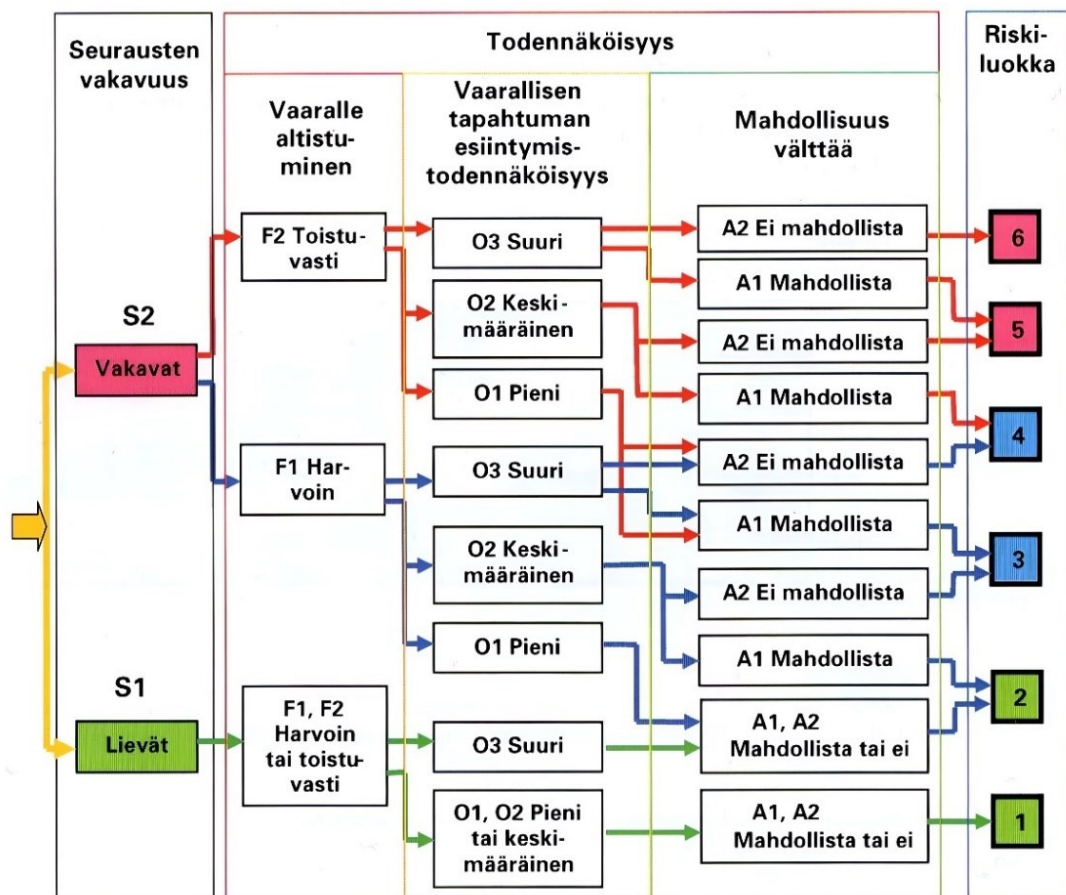 Seurausten
vakavuus
Todennäköisyys
Riski-
luokka
Vaaralle
altistu-
minen
Vaarallisen
tapahtuman
esiintymis-
todennäköisyys
Mahdollisuus
välttää
S2
Vakavat
S1
Lievät
F2 Toistu-
vasti
F1 Har-
voin
F1, F2
Harvoin
tai toistu-
vasti
O3 Suuri
O2 Keski-
määräinen
O1 Pieni
O3 Suuri
O2 Keski-
määräinen
O1 Pieni
O3 Suuri
O1, O2 Pieni
tai keski-
määräinen
A2 Ei mahdollista
A1 Mahdollista
A2 Ei mahdollista
A1 Mahdollista
A2 Ei mahdollista
A1 Mahdollista
A2 Ei mahdollista
A1 Mahdollista
A1, A2
Mahdollista tai ei
A1, A2
Mahdollista tai ei
6
5
4
3
2
1